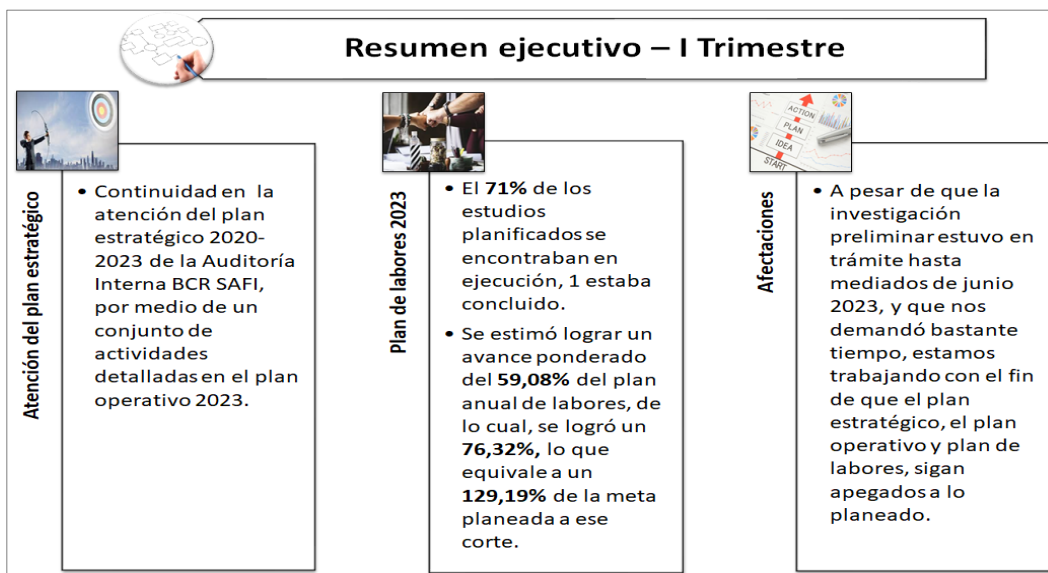 Resumen ejecutivo – I Trimestre
Atención del plan estratégico
• Continuidad en la
atención del plan
estratégico 2020-
2023 de la Auditoría
Interna BCR SAFI,
por medio de un
conjunto de
actividades
detalladas en el plan
operativo 2023.
Plan de labores 2023
• El 71% de los
estudios
planificados se
encontraban en
ejecución, 1 estaba
concluido.
• Se estimó lograr un
avance ponderado
del 59,08% del plan
anual de labores, de
lo cual, se logró un
76,32%, lo que
equivale a un
129,19% de la meta
planeada a ese
corte.
ACTION
PLAN
IDEA
START
Afectaciones
• A pesar de que la
investigación
preliminar estuvo en
trámite hasta
mediados de junio
2023, y que nos
demandó bastante
tiempo, estamos
trabajando con el fin
de que el plan
estratégico, el plan
operativo y plan de
labores, sigan
apegados a lo
planeado.